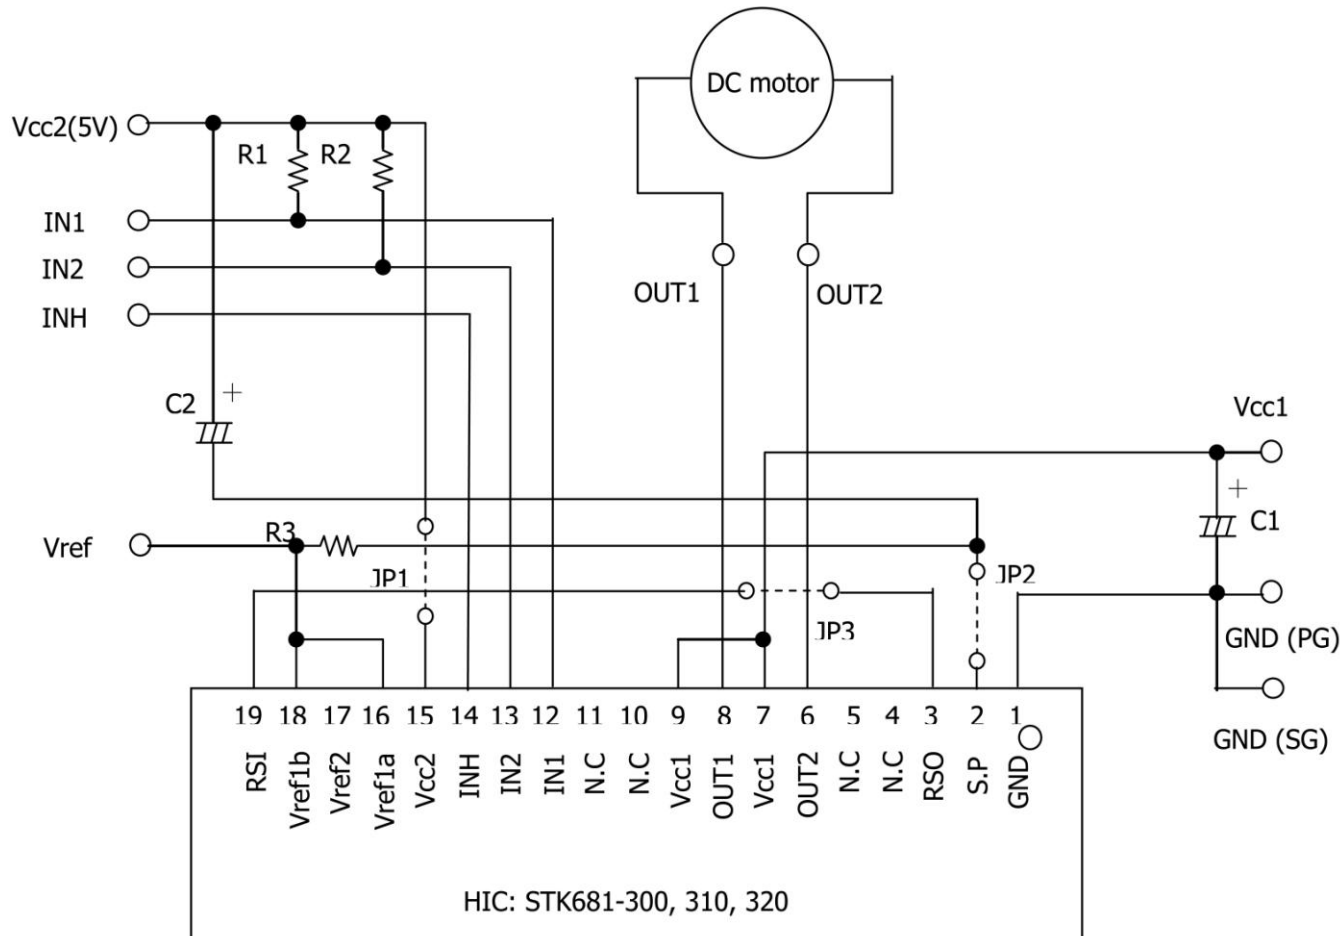 DC motor
Vcc2(5V)
R1
R2
IN1
IN2
INH
OUT1
OUT2
C2
+
Vcc1
+
C1
Vref
R3
JP1
JP2
JP3
GND (PG)
GND (SG)
19 18 17 16 15 14 13 12 11 10 9 8 7 6 5 4 3 2 1
RSI
Vref1b
Vref2
Vref1a
Vcc2
INH
IN2
IN1
N.C
N.C
Vcc1
OUT1
Vcc1
OUT2
N.C
N.C
RSO
S.P
GND
HIC: STK681-300, 310, 320